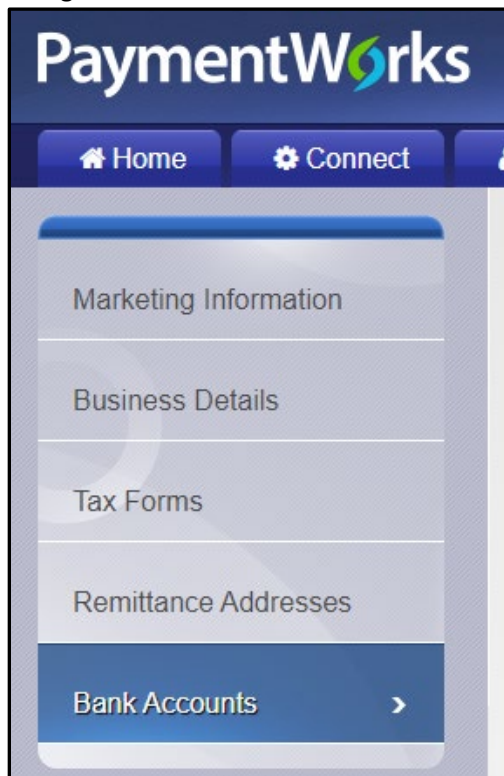 PaymentWorks
Home Connect
Marketing Information
Business Details
Tax Forms
Remittance Addresses
Bank Accounts